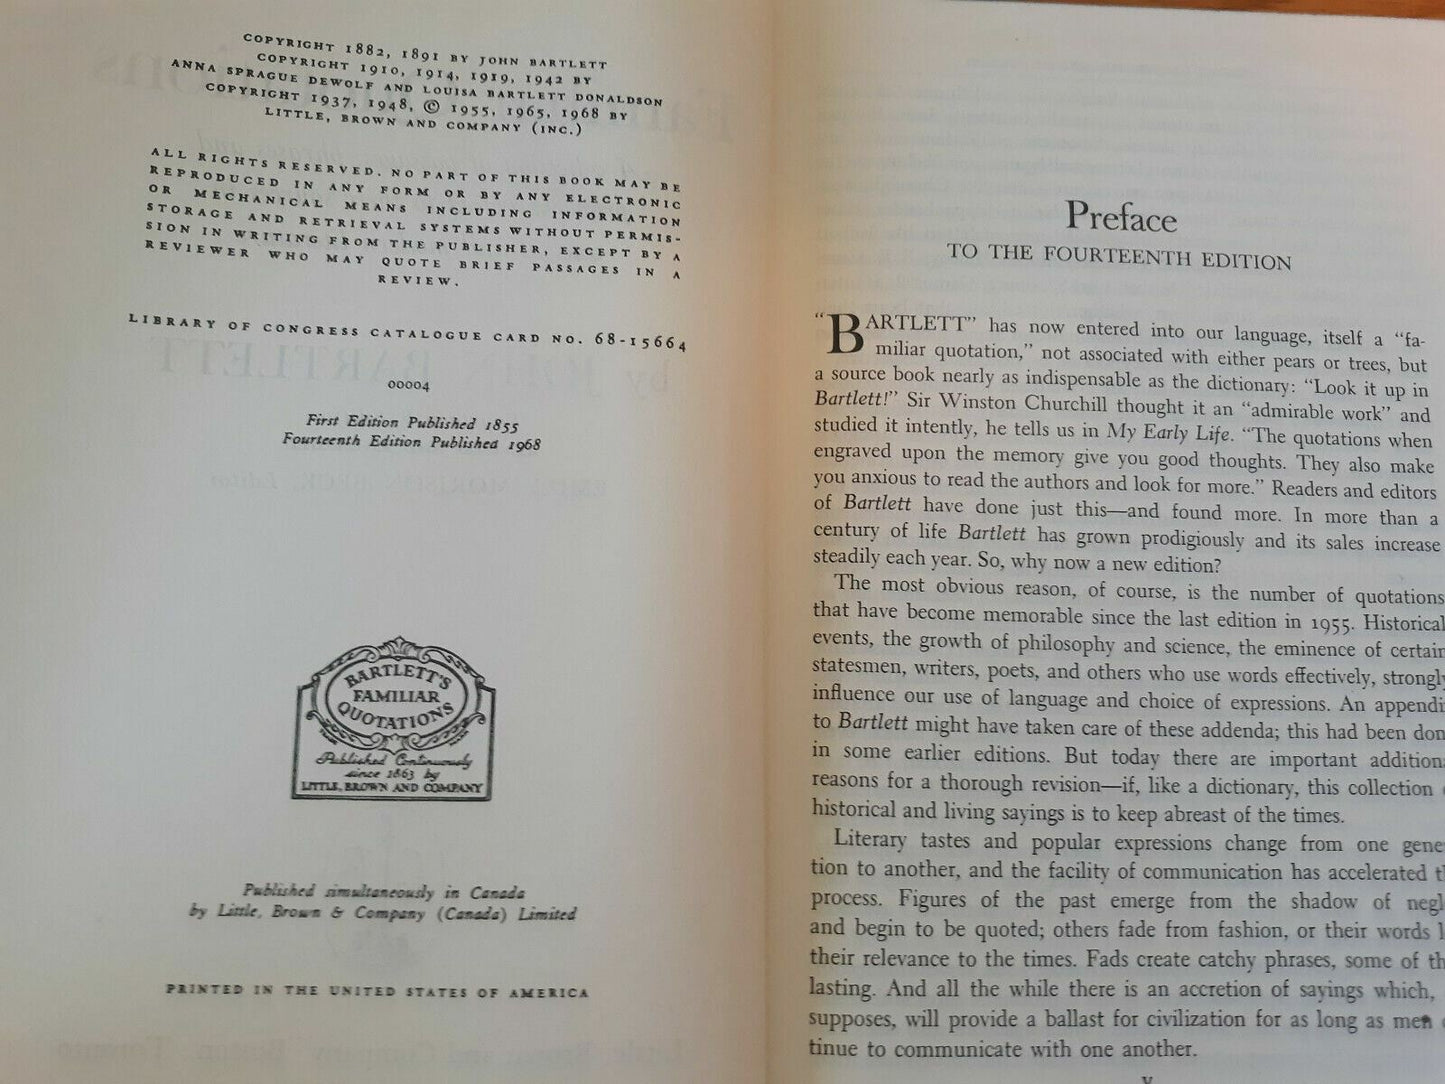 COPYRIGHT 1882, 1891 BY JOHN BARTLETT
COPYRIGHT 1910, 1914, 1919, 1942 BY
ANNA SPRAGUE DEWOLF AND LOUISA BARTLETT DONALDSON
COPYRIGHT 1937, 1948, © 1955, 1965, 1968 BY
LITTLE, BROWN AND COMPANY (INC.)
ALL RIGHTS RESERVED. NO PART OF THIS BOOK MAY BE
REPRODUCED IN ANY FORM OR BY ANY ELECTRONIC
OR MECHANICAL MEANS INCLUDING INFORMATION
STORAGE AND RETRIEVAL SYSTEMS WITHOUT PERMIS-
SION IN WRITING FROM THE PUBLISHER, EXCEPT BY A
REVIEWER WHO MAY QUOTE BRIEF PASSAGES IN A
REVIEW.
LIBRARY OF CONGRESS CATALOGUE CARD NO. 68-15664
00004
First Edition Published 1855
Fourteenth Edition Published 1968
BARTLETT'S
FAMILIAR
QUOTATIONS
Published Continuously
since 1863 by
LITTLE, BROWN AND COMPANY
Published simultaneously in Canada
by Little, Brown & Company (Canada) Limited
PRINTED IN THE UNITED STATES OF AMERICA
Preface
TO THE FOURTEENTH EDITION
"BARTLETT" has now entered into our language, itself a "fa-
miliar quotation," not associated with either pears or trees, but
a source book nearly as indispensable as the dictionary: "Look it up in
Bartlett!" Sir Winston Churchill thought it an "admirable work" and
studied it intently, he tells us in My Early Life. "The quotations when
engraved upon the memory give you good thoughts. They also make
you anxious to read the authors and look for more." Readers and editors
of Bartlett have done just this—and found more. In more than a
century of life Bartlett has grown prodigiously and its sales increase
steadily each year. So, why now a new edition?
The most obvious reason, of course, is the number of quotations
that have become memorable since the last edition in 1955. Historical
events, the growth of philosophy and science, the eminence of certain
statesmen, writers, poets, and others who use words effectively, strongly
influence our use of language and choice of expressions. An appendi
to Bartlett might have taken care of these addenda; this had been don
in some earlier editions. But today there are important addition
reasons for a thorough revision—if, like a dictionary, this collection
historical and living sayings is to keep abreast of the times.
Literary tastes and popular expressions change from one gene
tion to another, and the facility of communication has accelerated t
process. Figures of the past emerge from the shadow of negl
and begin to be quoted; others fade from fashion, or their words l
their relevance to the times. Fads create catchy phrases, some of th
lasting. And all the while there is an accretion of sayings which,
supposes, will provide a ballast for civilization for as long as men
tinue to communicate with one another.
v